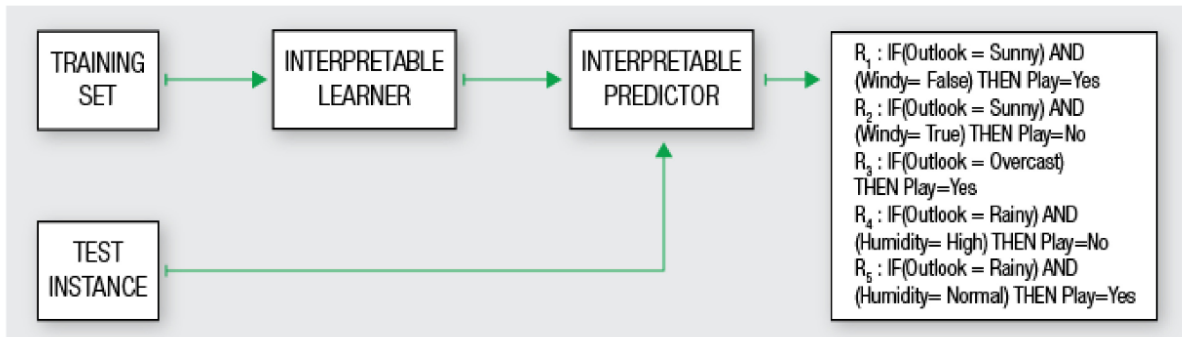 TRAINING
SET
INTERPRETABLE
LEARNER
INTERPRETABLE
PREDICTOR
R₁ : IF(Outlook = Sunny) AND
(Windy= False) THEN Play=Yes
R₂ : IF(Outlook = Sunny) AND
(Windy= True) THEN Play=No
R₃ : IF(Outlook = Overcast)
THEN Play=Yes
R₄ : IF(Outlook = Rainy) AND
(Humidity= High) THEN Play=No
R₅ : IF(Outlook = Rainy) AND
(Humidity= Normal) THEN Play=Yes
TEST
INSTANCE